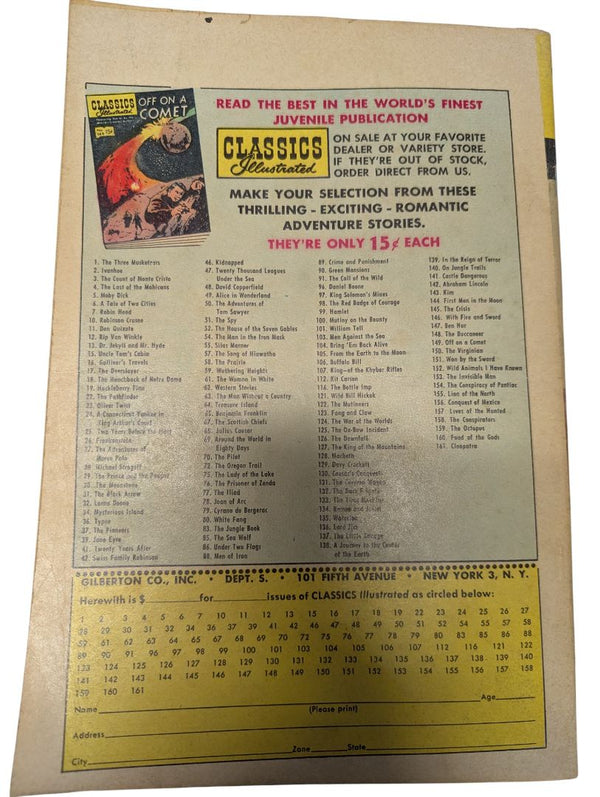 CLASSICS
Illustrated
OFF ON A
COMET
15¢
READ THE BEST IN THE WORLD'S FINEST
JUVENILE PUBLICATION
CLASSICS
Illustrated
ON SALE AT YOUR FAVORITE
DEALER OR VARIETY STORE.
IF THEY'RE OUT OF STOCK,
ORDER DIRECT FROM US.
MAKE YOUR SELECTION FROM THESE
THRILLING - EXCITING - ROMANTIC
ADVENTURE STORIES.
THEY'RE ONLY 15¢ EACH
1. The Three Musketeers
2. Ivanhoe
3. The Count of Monte Cristo
4. The Last of the Mohicans
5. Moby Dick
6. A Tale of Two Cities
7. Robin Hood
10. Robinson Crusoe
11. Don Quixote
12. Rip Van Winkle
13. Dr. Jekyll and Mr. Hyde
15. Uncle Tom's Cabin
16. Gulliver's Travels
17. The Deerslayer
18. The Hunchback of Notre Dame
19. Huckleberry Finn
22. The Pathfinder
23. Oliver Twist
24. A Connecticut Yankee in
King Arthur's Court
25. Two Years Before the Mast
26. Frankenstein
27. The Adventures of
Marco Polo
28. Michael Strogoff
29. The Prince and the Pauper
30. The Moonstone
31. The Black Arrow
32. Lorna Doone
34. Mysterious Island
36. Typee
37. The Pioneers
39. Jane Eyre
41. Twenty Years After
42. Swiss Family Robinson
46. Kidnapped
47. Twenty Thousand Leagues
Under the Sea
48. David Copperfield
49. Alice in Wonderland
50. The Adventures of
Tom Sawyer
51. The Spy
52. The House of the Seven Gables
54. The Man in the Iron Mask
55. Silas Marner
57. The Song of Hiawatha
58. The Prairie
59. Wuthering Heights
61. The Woman in White
62. Western Stories
63. The Man Without a Country
64. Treasure Island
65. Benjamin Franklin
67. The Scottish Chiefs
68. Julius Caesar
69. Around the World in
Eighty Days
70. The Pilot
72. The Oregon Trail
75. The Lady of the Lake
76. The Prisoner of Zenda
77. The Iliad
78. Joan of Arc
79. Cyrano de Bergerac
80. White Fang
83. The Jungle Book
85. The Sea Wolf
86. Under Two Flags
88. Men of Iron
89. Crime and Punishment
90. Green Mansions
91. The Call of the Wild
96. Daniel Boone
97. King Solomon's Mines
98. The Red Badge of Courage
99. Hamlet
100. Mutiny on the Bounty
101. William Tell
103. Men Against the Sea
104. Bring 'Em Back Alive
105. From the Earth to the Moon
106. Buffalo Bill
107. King—of the Khyber Rifles
112. Kit Carson
116. The Bottle Imp
121. Wild Bill Hickok
122. The Mutineers
123. Fang and Claw
124. The War of the Worlds
125. The Ox-Bow Incident
126. The Downfall
127. The King of the Mountains
128. Macbeth
129. Davy Crockett
130. Caesar's Conquests
131. The Covered Wagon
132. The Dark Frigate
133. The Time Machine
134. Romeo and Juliet
135. Waterloo
136. Lord Jim
137. The Little Savage
138. A Journey to the Center
of the Earth
139. In the Reign of Terror
140. On Jungle Trails
141. Castle Dangerous
142. Abraham Lincoln
143. Kim
144. First Men in the Moon
145. The Crisis
146. With Fire and Sword
147. Ben Hur
148. The Buccaneer
149. Off on a Comet
150. The Virginian
151. Won by the Sword
152. Wild Animals I Have Known
153. The Invisible Man
154. The Conspiracy of Pontiac
155. Lion of the North
156. Conquest of Mexico
157. Lives of the Hunted
158. The Conspirators
159. The Octopus
160. Food of the Gods
161. Cleopatra
GILBERTON CO., INC. • DEPT. S. • 101 FIFTH AVENUE • NEW YORK 3, N. Y.
Herewith is $ for issues of CLASSICS Illustrated as circled below:
1 2 3 4 5 6 7 10 11 12 13 15 16 17 18 19 22 23 24 25 26 27
28 29 30 31 32 34 36 37 39 41 42 46 47 48 49 50 51 52 54 55 57 58
59 61 62 63 64 65 67 68 69 70 72 75 76 77 78 79 80 83 85 86 88
89 90 91 96 97 98 99 100 101 103 104 105 106 107 112 116 121 122
123 124 125 126 127 128 129 130 131 132 133 134 135 136 137 138 139 140
141 142 143 144 145 146 147 148 149 150 151 152 153 154 155 156 157 158
159 160 161
Name (Please print) Age
Address
City Zone State